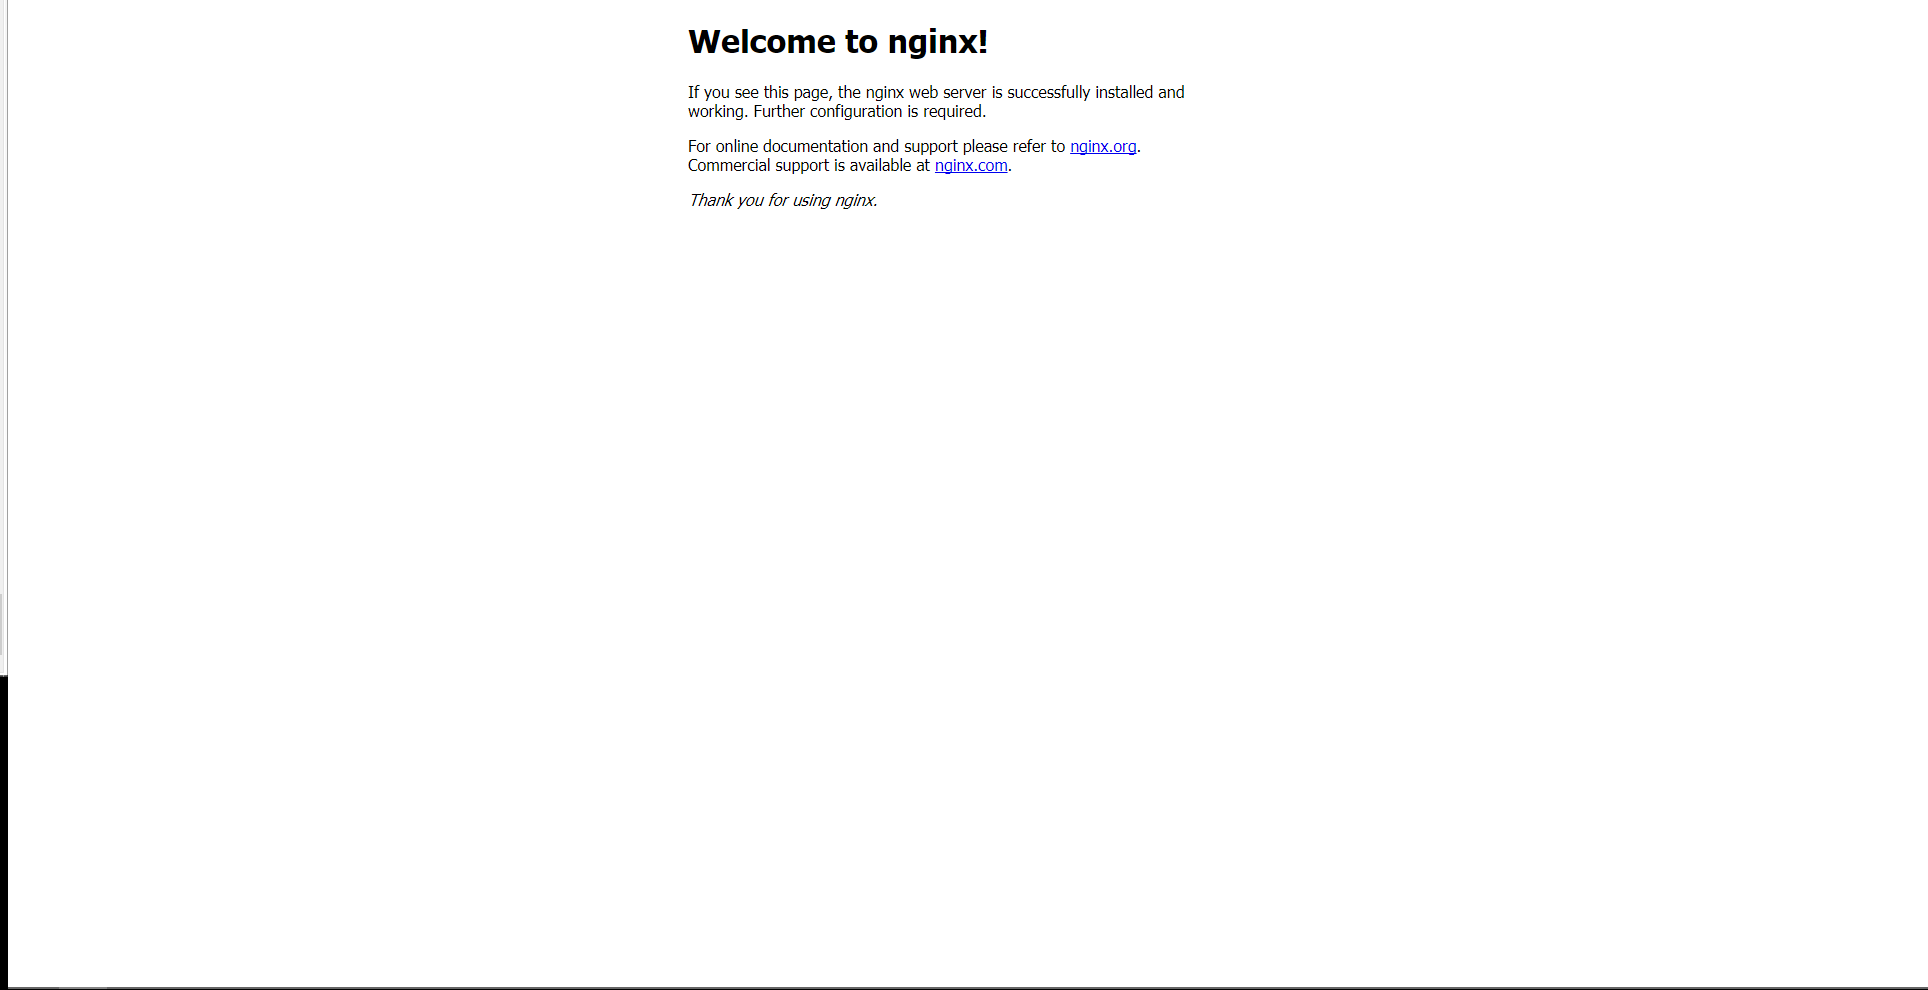 Welcome to nginx!
If you see this page, the nginx web server is successfully installed and
working. Further configuration is required.
For online documentation and support please refer to nginx.org.
Commercial support is available at nginx.com.
Thank you for using nginx.